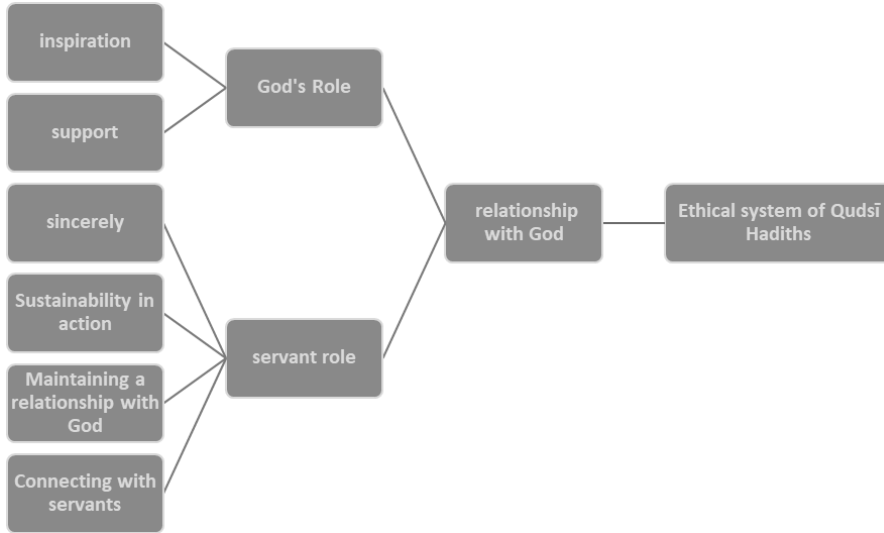 inspiration
support
sincerely
Sustainability in
action
Maintaining a
relationship with
God
Connecting with
servants
God's Role
servant role
relationship
with God
Ethical system of Qudsī
Hadiths